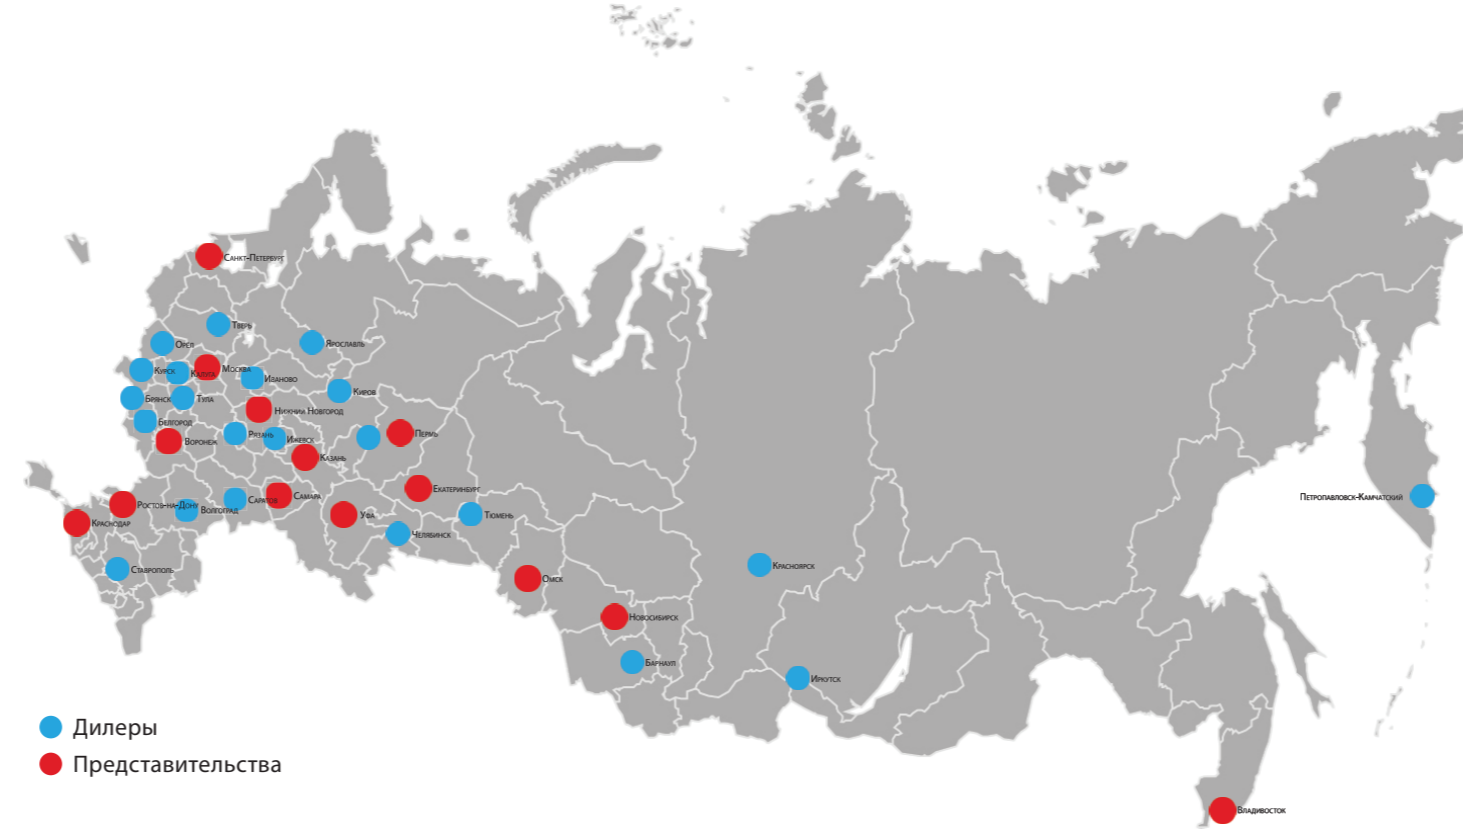 Санкт-Петербург
Тверь
Орел
Ярославль
Москва
Курск
Калуга
Иваново
Киров
Брянск
Тула
Нижний Новгород
Белгород
Рязань
Пермь
Воронеж
Ижевск
Казань
Екатеринбург
Самара
Петропавловск-Камчатский
Саратов
Ростов-на-Дону
Волгоград
Уфа
Тюмень
Краснодар
Челябинск
Красноярск
Ставрополь
Омск
Новосибирск
Барнаул
Иркутск
Дилеры
Представительства
Владивосток